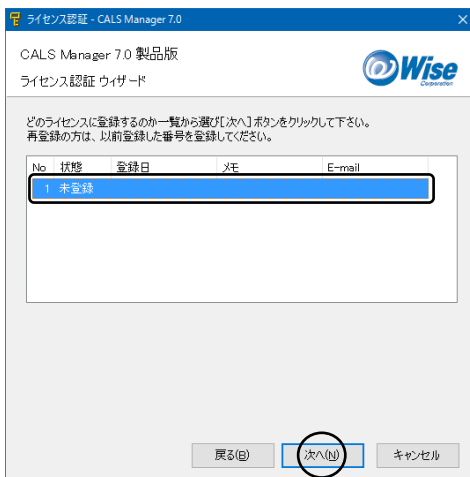 ライセンス認証 - CALS Manager 7.0
CALS Manager 7.0 製品版
ライセンス認証 ウィザード
Wise
Corporation
どのライセンスに登録するのか一覧から選び[次へ]ボタンをクリックして下さい。
再登録の方は、以前登録した番号を登録してください。
No 状態 登録日 メモ E-mail
1 未登録
戻る(B) 次へ(N) キャンセル